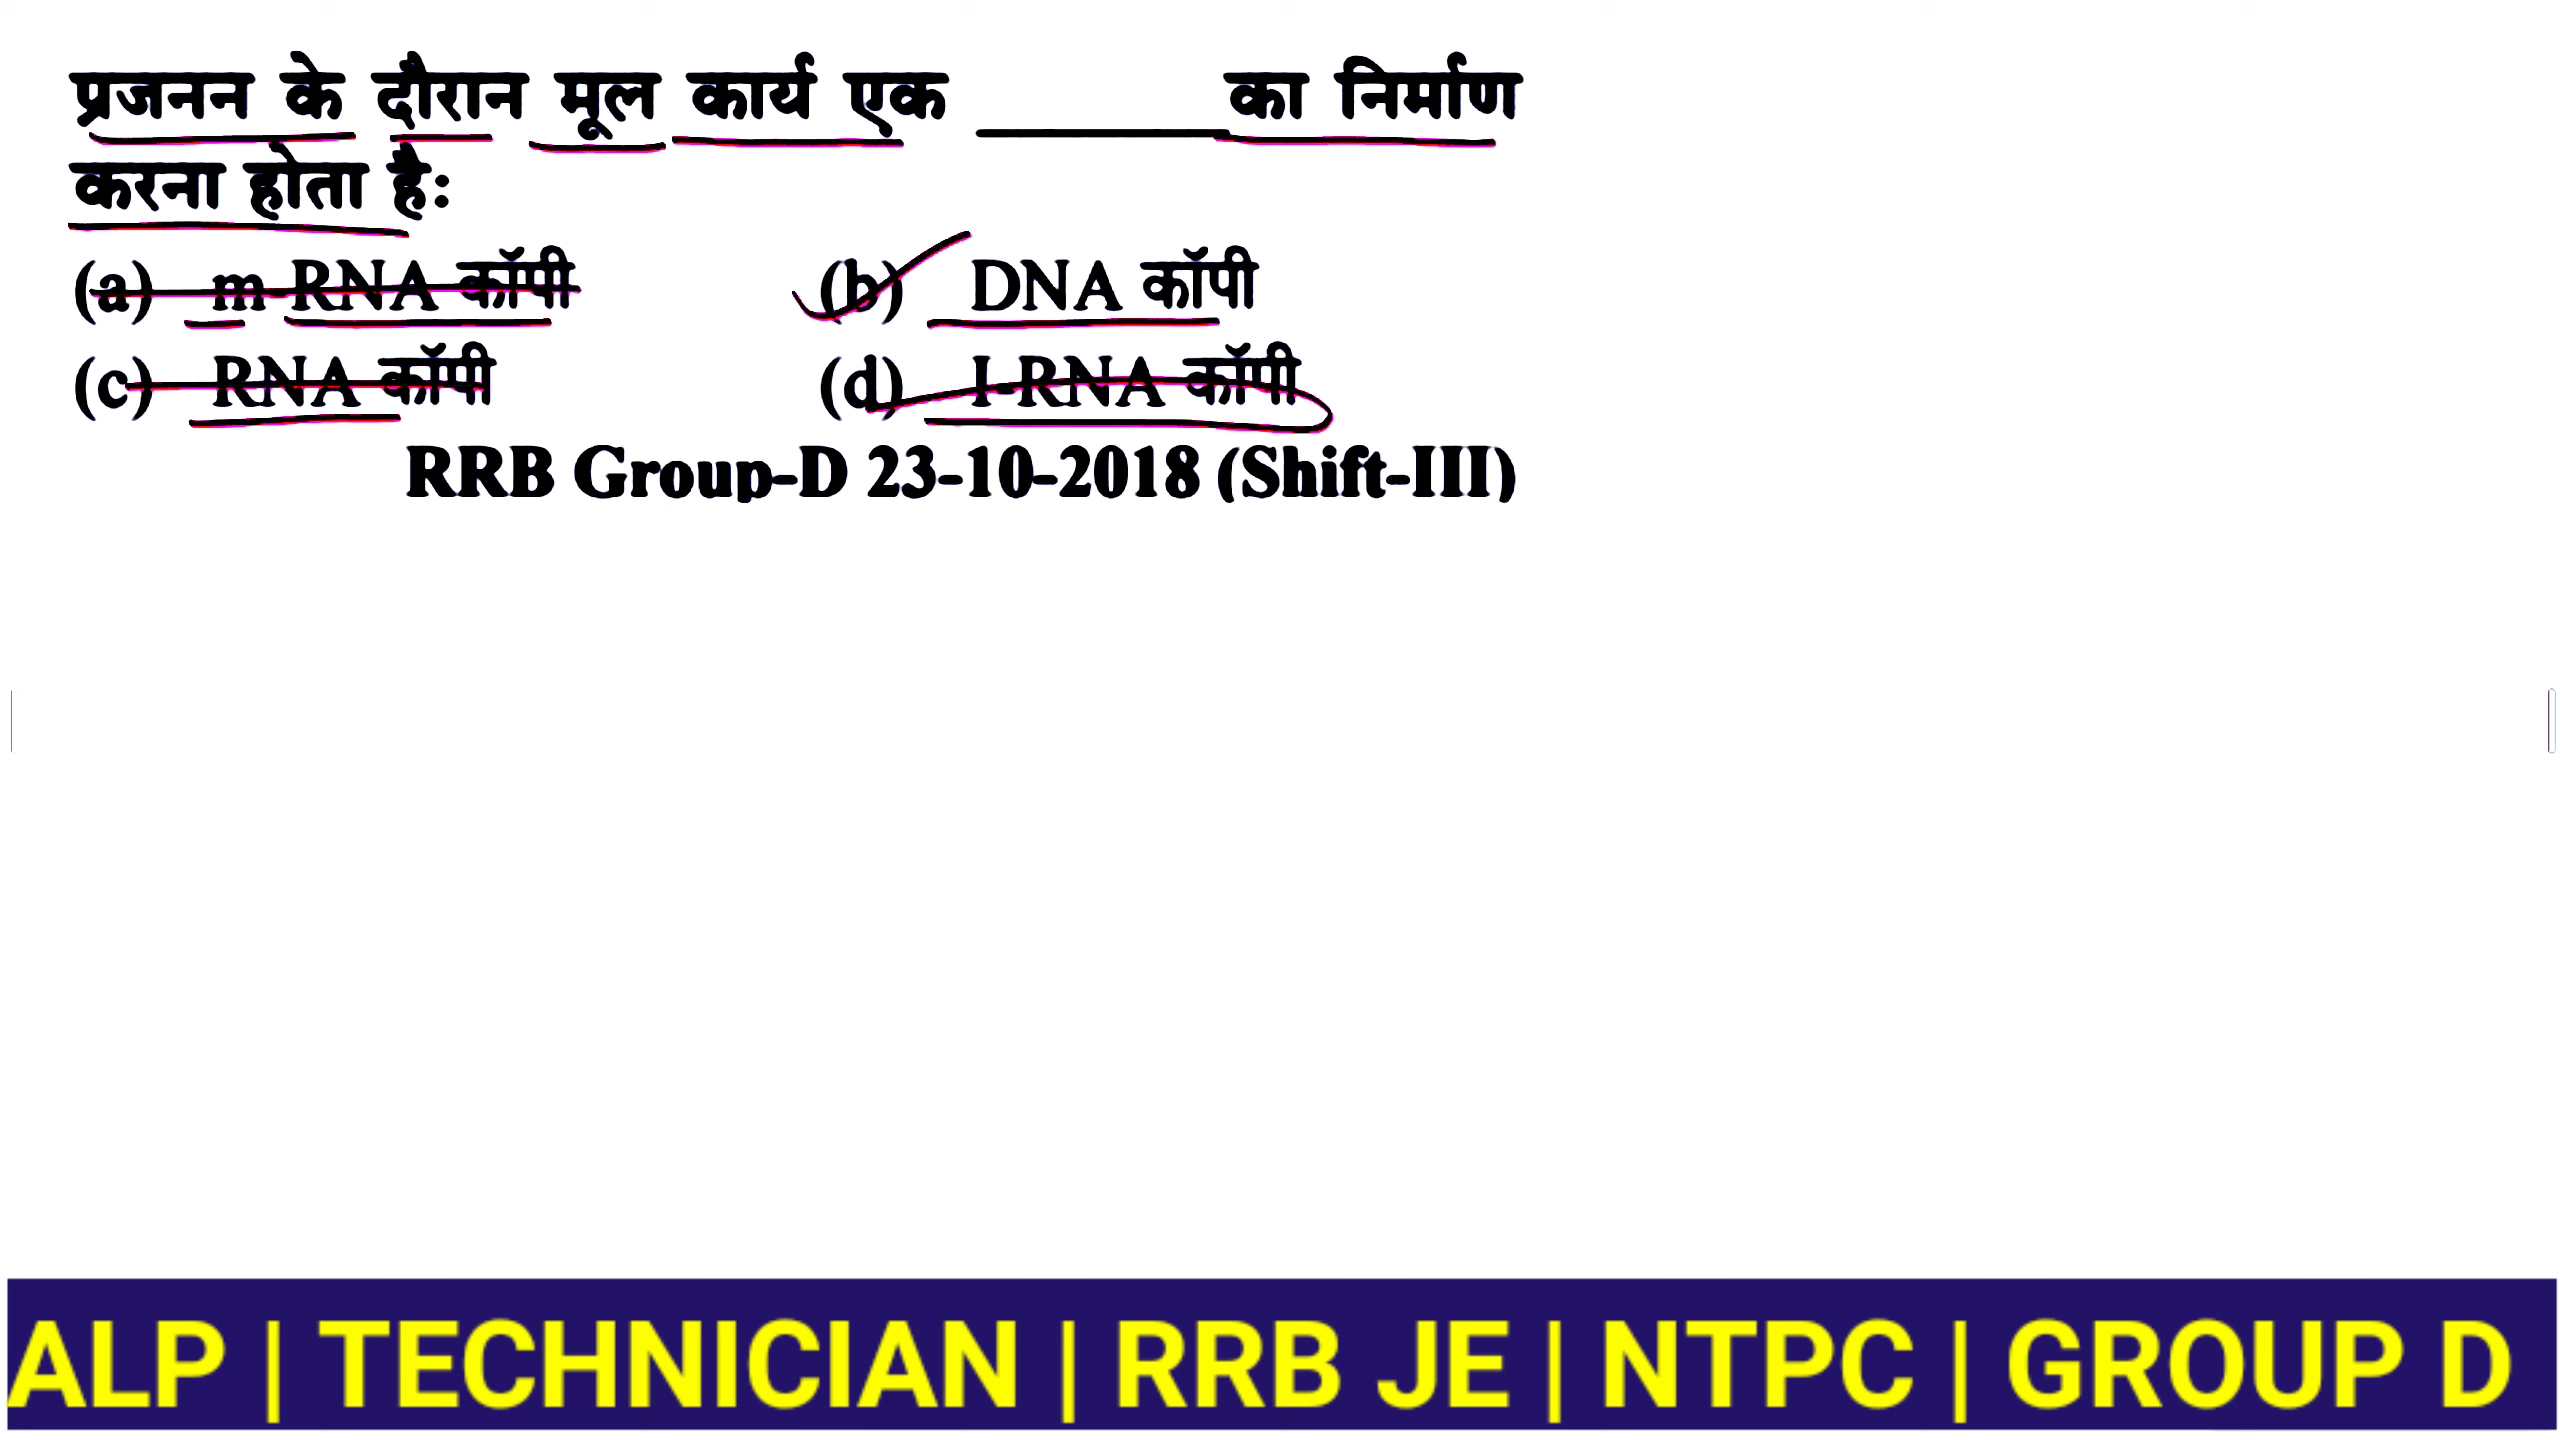 प्रजनन के दौरान मूल कार्य एक ________ का निर्माण
करना होता है:
(a) m-RNA कॉपी (b) DNA कॉपी
(c) RNA कॉपी (d) I-RNA कॉपी
RRB Group-D 23-10-2018 (Shift-III)
ALP | TECHNICIAN | RRB JE | NTPC | GROUP D